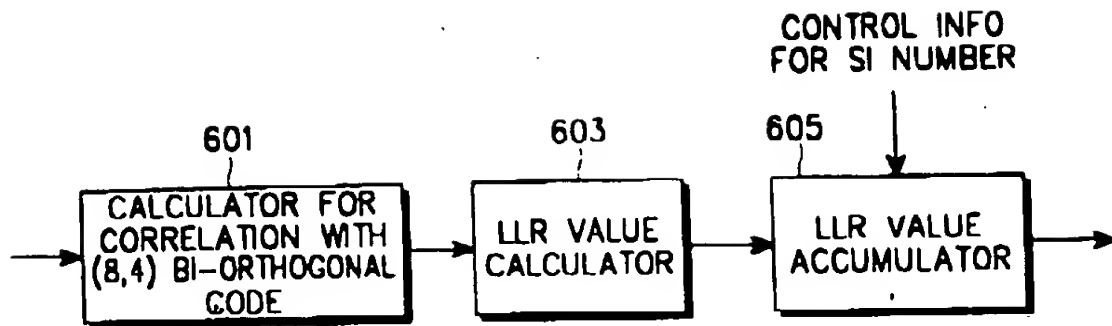 CONTROL INFO
FOR SI NUMBER
601
603
605
CALCULATOR FOR
CORRELATION WITH
(8,4) BI-ORTHOGONAL
CODE
LLR VALUE
CALCULATOR
LLR VALUE
ACCUMULATOR